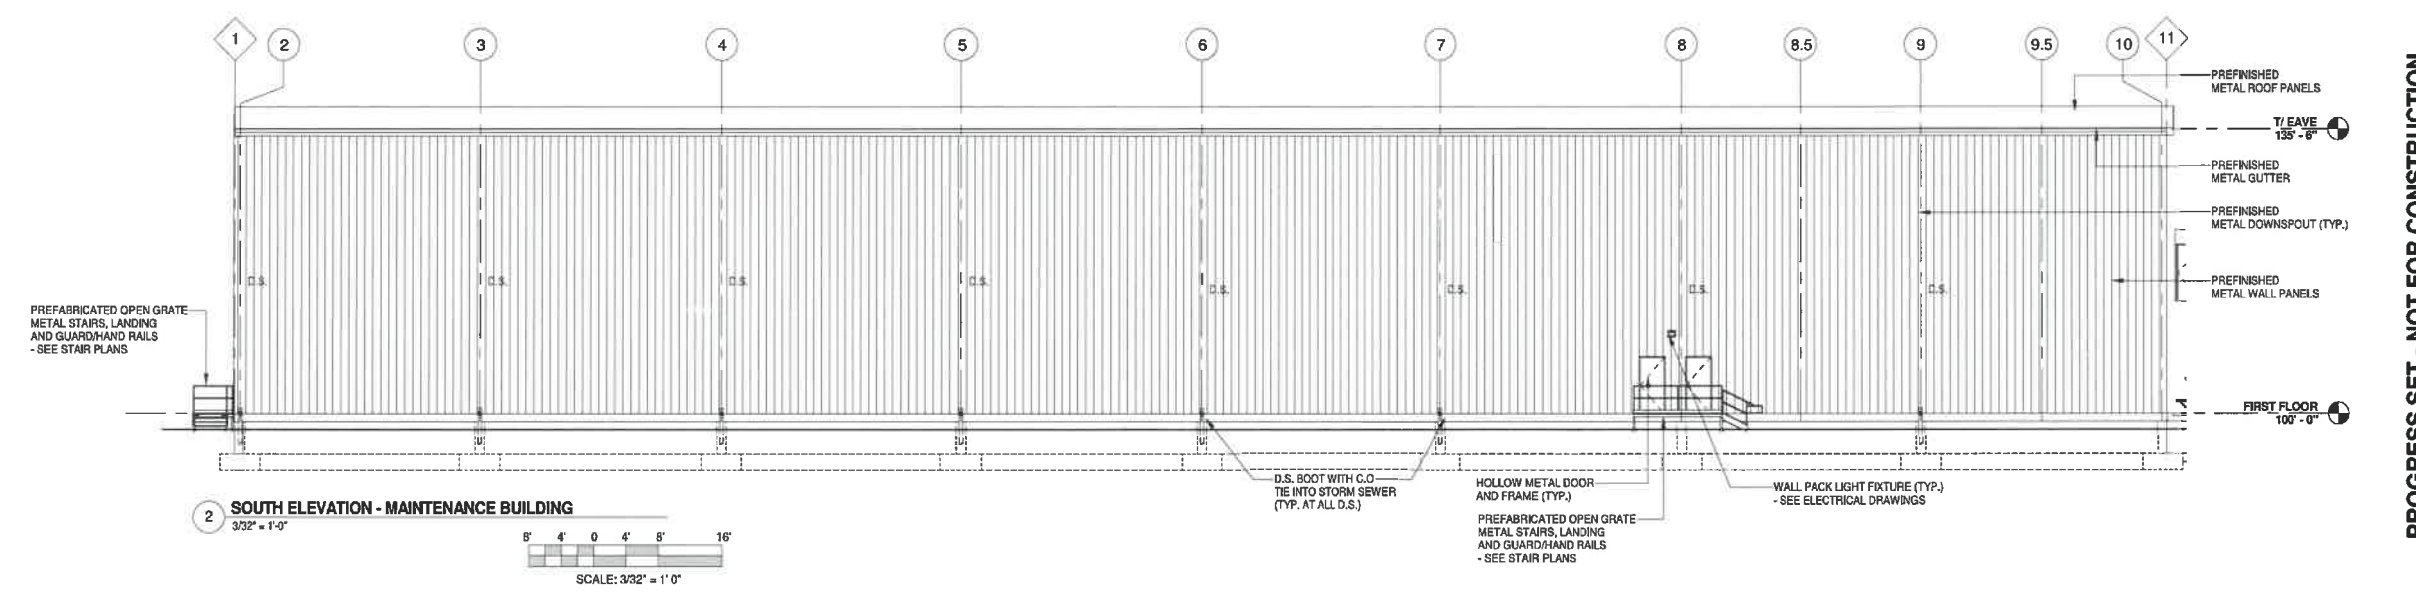 1
2
3
4
5
6
7
8
8.5
9
9.5
10
11
PREFINISHED
METAL ROOF PANELS
T/ EAVE
135' - 6"
PREFINISHED
METAL GUTTER
PREFINISHED
METAL DOWNSPOUT (TYP.)
PREFINISHED
METAL WALL PANELS
D.S.
D.S.
D.S.
D.S.
D.S.
D.S.
D.S.
D.S.
PREFABRICATED OPEN GRATE
METAL STAIRS, LANDING
AND GUARD/HAND RAILS
- SEE STAIR PLANS
FIRST FLOOR
100' - 0"
D.S. BOOT WITH C.O
TIE INTO STORM SEWER
(TYP. AT ALL D.S.)
HOLLOW METAL DOOR
AND FRAME (TYP.)
PREFABRICATED OPEN GRATE
METAL STAIRS, LANDING
AND GUARD/HAND RAILS
- SEE STAIR PLANS
WALL PACK LIGHT FIXTURE (TYP.)
- SEE ELECTRICAL DRAWINGS
2
SOUTH ELEVATION - MAINTENANCE BUILDING
3/32" = 1'-0"
8' 4' 0 4' 8' 16'
SCALE: 3/32" = 1' 0"
PROGRESS SET - NOT FOR CONSTRUCTION